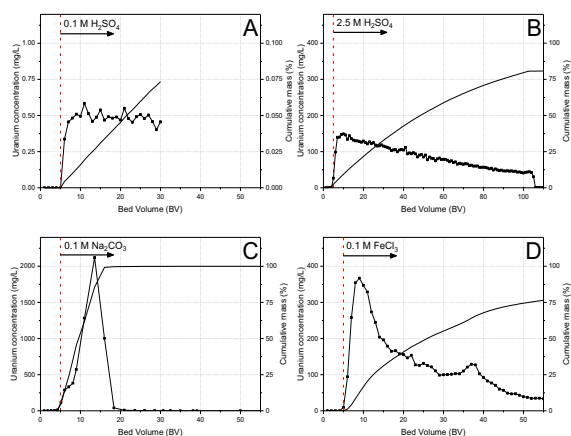 0.1 M H₂SO₄
A
Uranium concentration (mg/L)
1.00
0.75
0.50
0.25
0.00
0.100
0.075
0.050
0.025
0.000
Cumulative mass (%)
0 10 20 30 40 50
Bed Volume (BV)
2.5 M H₂SO₄
B
Uranium concentration (mg/L)
400
300
200
100
0
100
75
50
25
0
Cumulative mass (%)
0 20 40 60 80 100
Bed Volume (BV)
0.1 M Na₂CO₃
C
Uranium concentration (mg/L)
2000
1500
1000
500
0
100
75
50
25
0
Cumulative mass (%)
0 10 20 30 40 50
Bed Volume (BV)
0.1 M FeCl₃
D
Uranium concentration (mg/L)
400
300
200
100
0
100
75
50
25
0
Cumulative mass (%)
0 10 20 30 40 50
Bed Volume (BV)